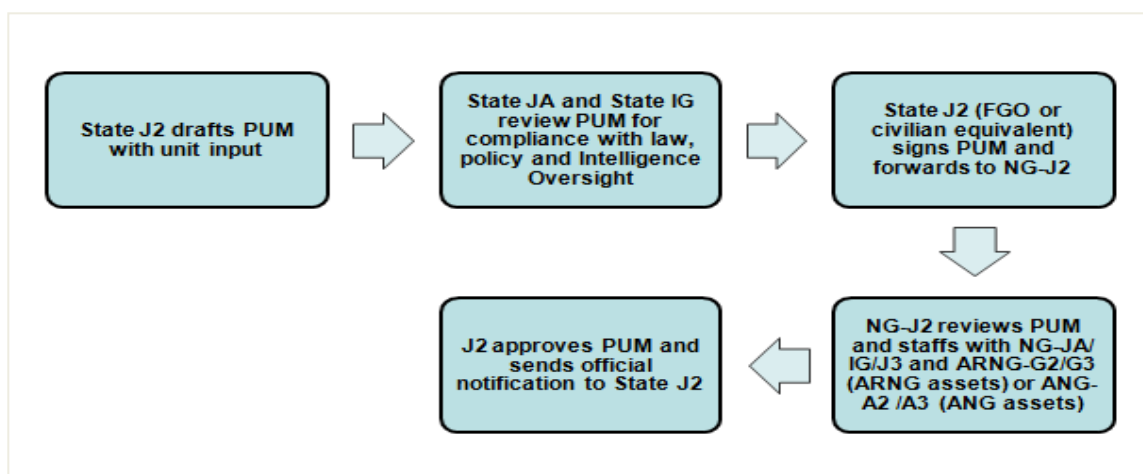 State J2 drafts PUM
with unit input
State JA and State IG
review PUM for
compliance with law,
policy and Intelligence
Oversight
State J2 (FGO or
civilian equivalent)
signs PUM and
forwards to NG-J2
NG-J2 reviews PUM
and staffs with NG-JA/
IG/J3 and ARNG-G2/G3
(ARNG assets) or ANG-
A2 /A3 (ANG assets)
J2 approves PUM and
sends official
notification to State J2